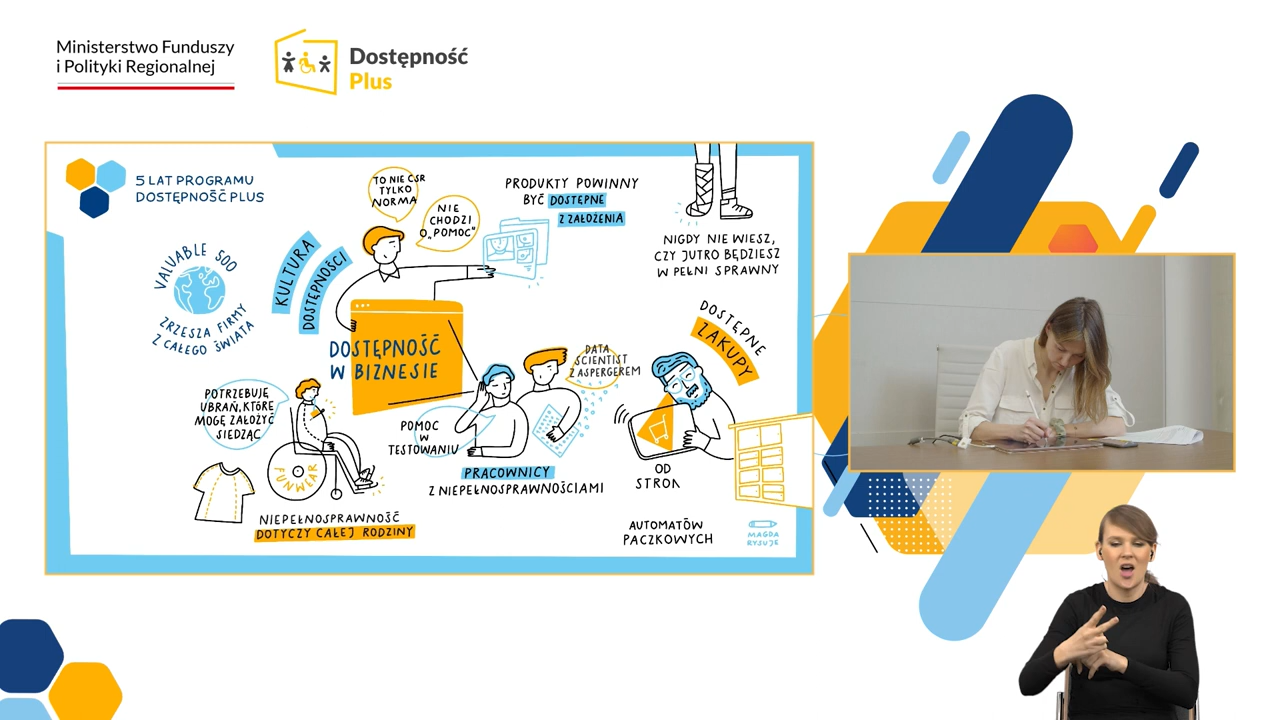 Ministerstwo Funduszy
i Polityki Regionalnej
Dostępność
Plus
5 LAT PROGRAMU
DOSTĘPNOŚĆ PLUS
VALUABLE 500
ZRZESZA FIRMY
Z CAŁEGO ŚWIATA
KULTURA
DOSTĘPNOŚCI
TO NIE CSR
TYLKO
NORMA
NIE
CHODZI
O „POMOC"
PRODUKTY POWINNY
BYĆ DOSTĘPNE
Z ZAŁOŻENIA
NIGDY NIE WIESZ,
CZY JUTRO BĘDZIESZ
W PEŁNI SPRAWNY
DOSTĘPNOŚĆ
W BIZNESIE
POTRZEBUJĘ
UBRAŃ, KTÓRE
MOGĘ ZAŁOŻYĆ
SIEDZĄC
FUNWEAR
NIEPEŁNOSPRAWNOŚĆ
DOTYCZY CAŁEJ RODZINY
POMOC
W
TESTOWANIU
DATA
SCIENTIST
Z ASPERGEREM
PRACOWNICY
Z NIEPEŁNOSPRAWNOŚCIAMI
DOSTĘPNE
ZAKUPY
OD
STRON
AUTOMATÓW
PACZKOWYCH
MAGDA
RYSUJE